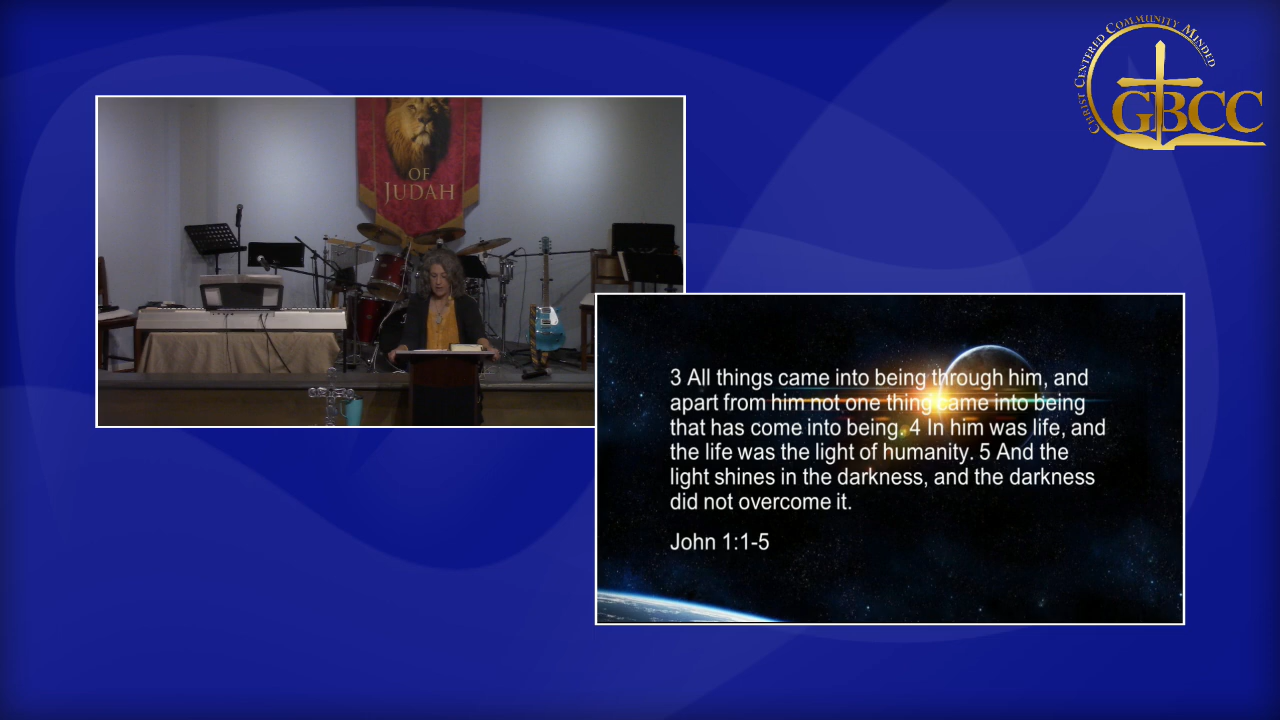 Christ Centered Community Minded
GBCC
OF
JUDAH
3 All things came into being through him, and
apart from him not one thing came into being
that has come into being. 4 In him was life, and
the life was the light of humanity. 5 And the
light shines in the darkness, and the darkness
did not overcome it.
John 1:1-5